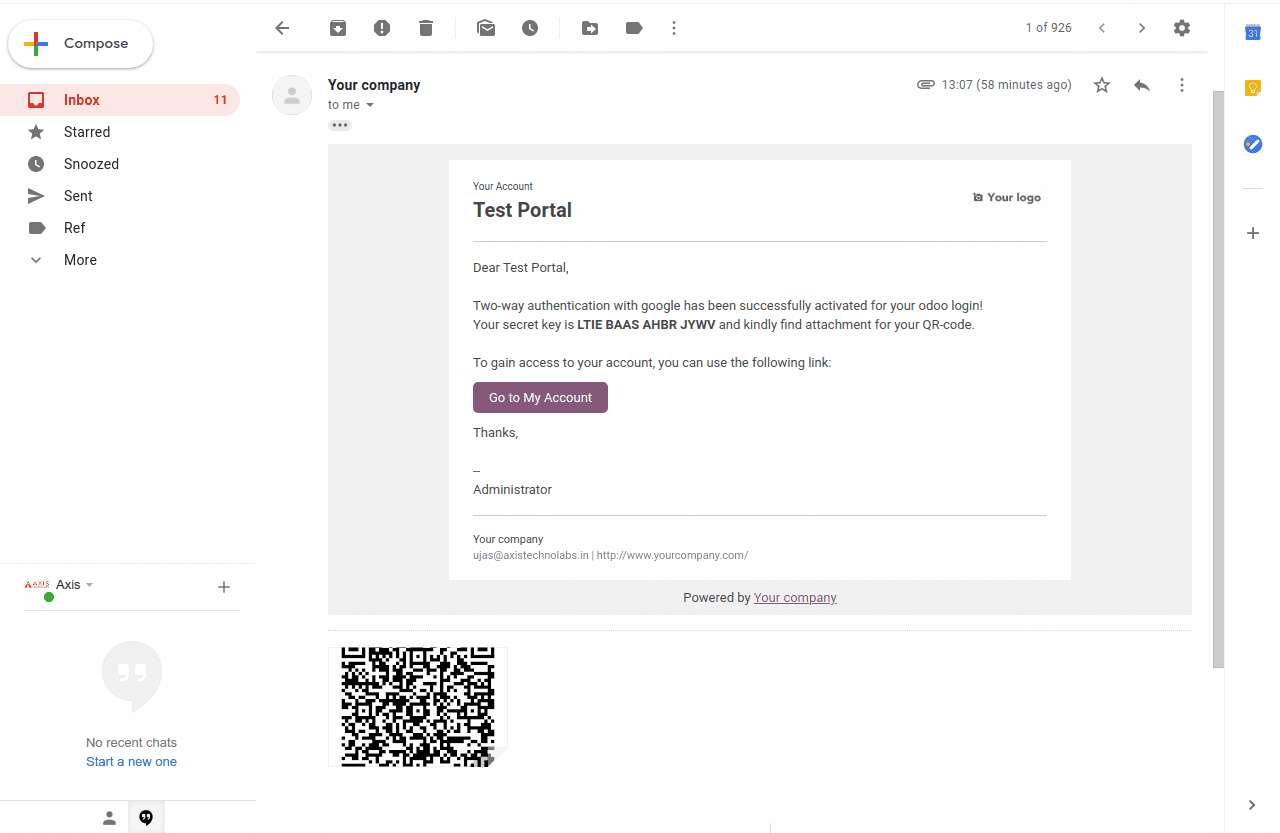 Compose
1 of 926
31
Inbox 11
Starred
Snoozed
Sent
Ref
More
Your company
13:07 (58 minutes ago)
to me
Your Account
Test Portal
Your logo
Dear Test Portal,
Two-way authentication with google has been successfully activated for your odoo login!
Your secret key is LTIE BAAS AHBR JYWV and kindly find attachment for your QR-code.
To gain access to your account, you can use the following link:
Go to My Account
Thanks,
--
Administrator
Your company
ujas@axistechnolabs.in | http://www.yourcompany.com/
Powered by Your company
AXIS
Axis
No recent chats
Start a new one